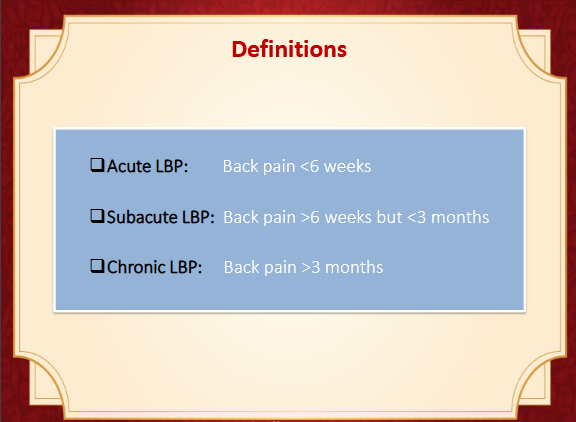 Definitions
❑Acute LBP: Back pain <6 weeks
❑Subacute LBP: Back pain >6 weeks but <3 months
❑Chronic LBP: Back pain >3 months